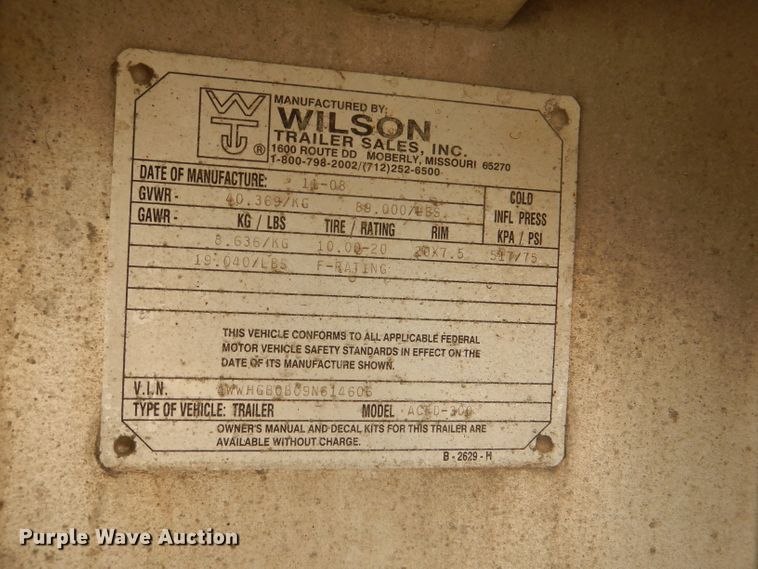 WT ®
MANUFACTURED BY:
WILSON
TRAILER SALES, INC.
1600 ROUTE DD MOBERLY, MISSOURI 65270
1-800-798-2002/(712)252-6500
DATE OF MANUFACTURE: 11-08
GVWR - 40.369/KG 89.000/LBS
COLD
INFL PRESS
KPA / PSI
GAWR - KG / LBS TIRE / RATING RIM
8.636/KG 10.00-20 20X7.5 517/75
19.040/LBS F-RATING
THIS VEHICLE CONFORMS TO ALL APPLICABLE FEDERAL
MOTOR VEHICLE SAFETY STANDARDS IN EFFECT ON THE
DATE OF ITS MANUFACTURE SHOWN.
V.I.N.
TYPE OF VEHICLE: TRAILER MODEL
OWNER'S MANUAL AND DECAL KITS FOR THIS TRAILER ARE
AVAILABLE WITHOUT CHARGE.
B - 2629 - H
Purple Wave Auction